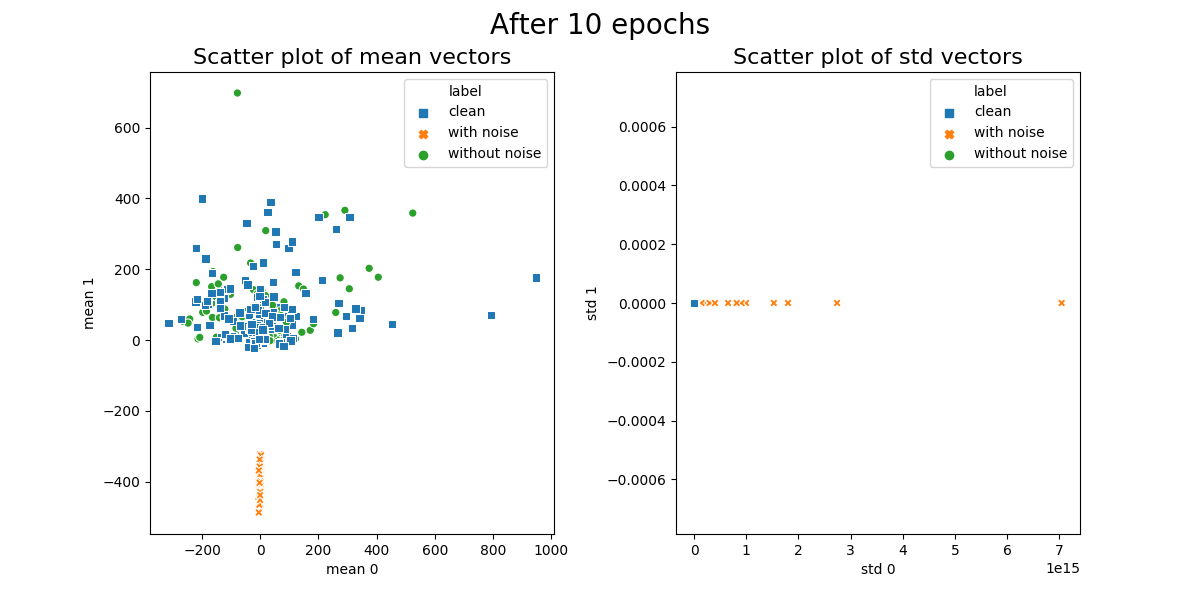 After 10 epochs
Scatter plot of mean vectors
label
clean
with noise
without noise
600
400
200
0
−200
−400
mean 1
−200 0 200 400 600 800 1000
mean 0
Scatter plot of std vectors
label
clean
with noise
without noise
0.0006
0.0004
0.0002
0.0000
−0.0002
−0.0004
−0.0006
std 1
0 1 2 3 4 5 6 7
1e15
std 0